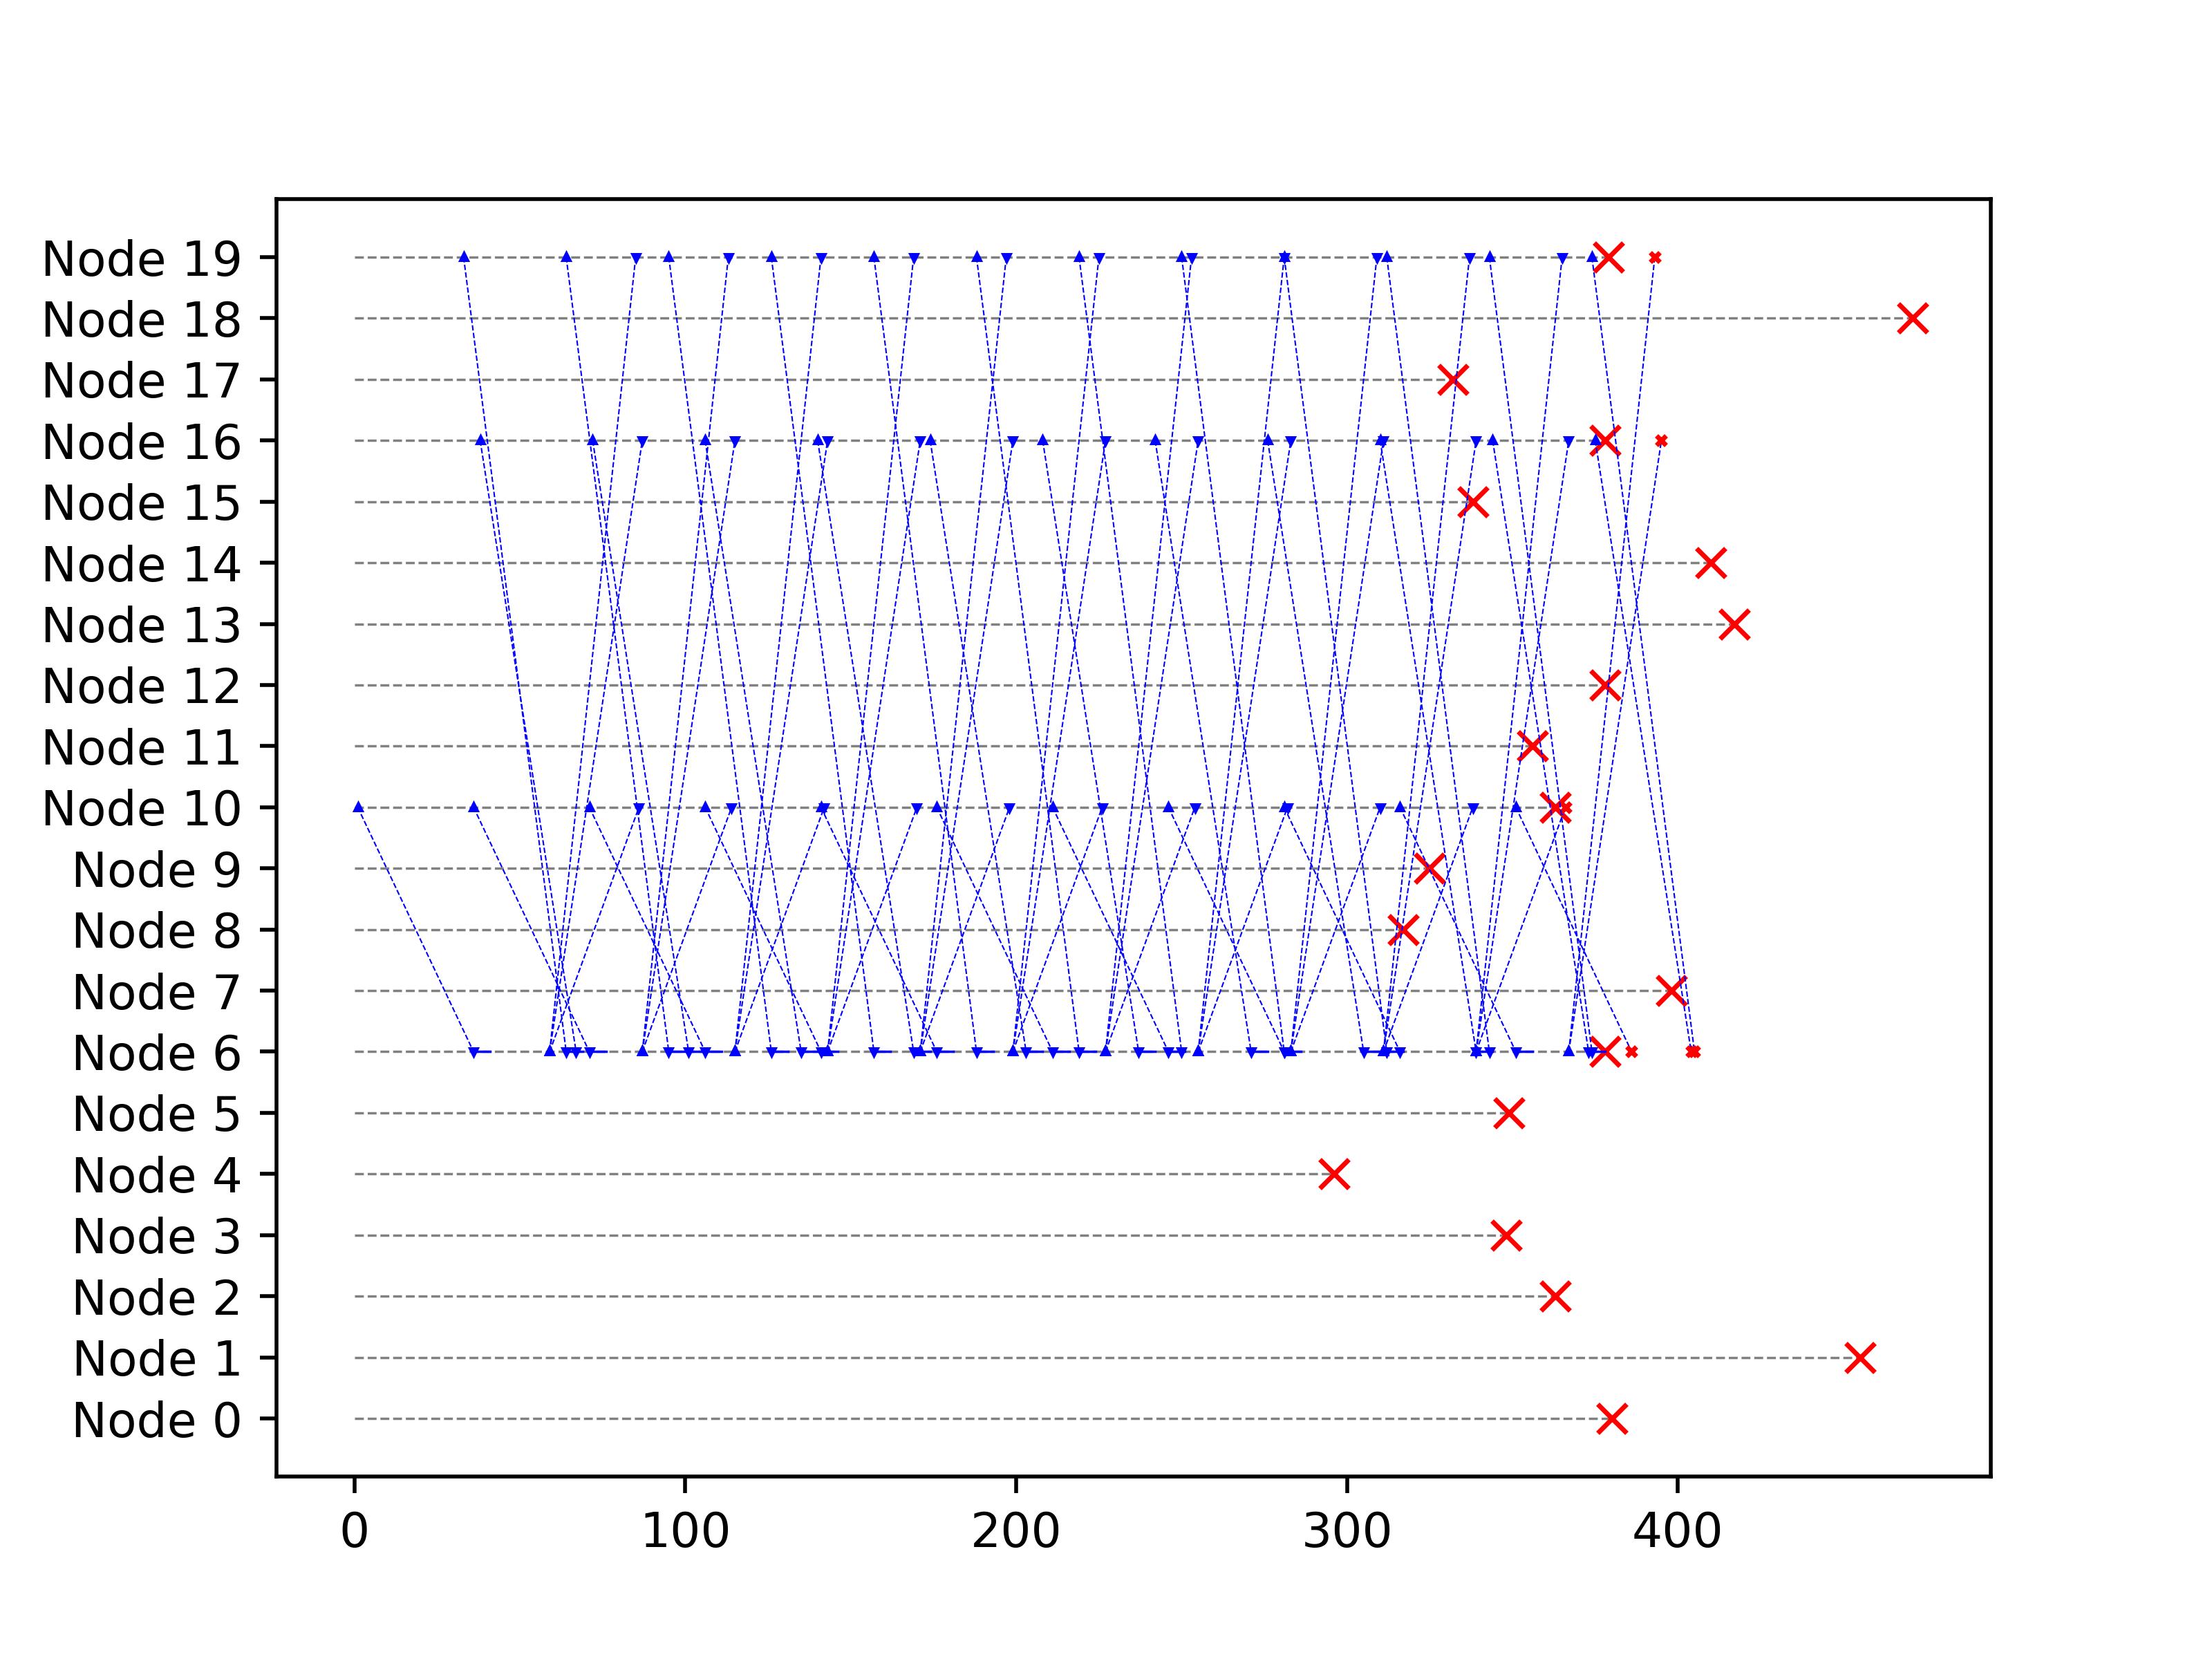 Node 19
Node 18
Node 17
Node 16
Node 15
Node 14
Node 13
Node 12
Node 11
Node 10
Node 9
Node 8
Node 7
Node 6
Node 5
Node 4
Node 3
Node 2
Node 1
Node 0
0 100 200 300 400